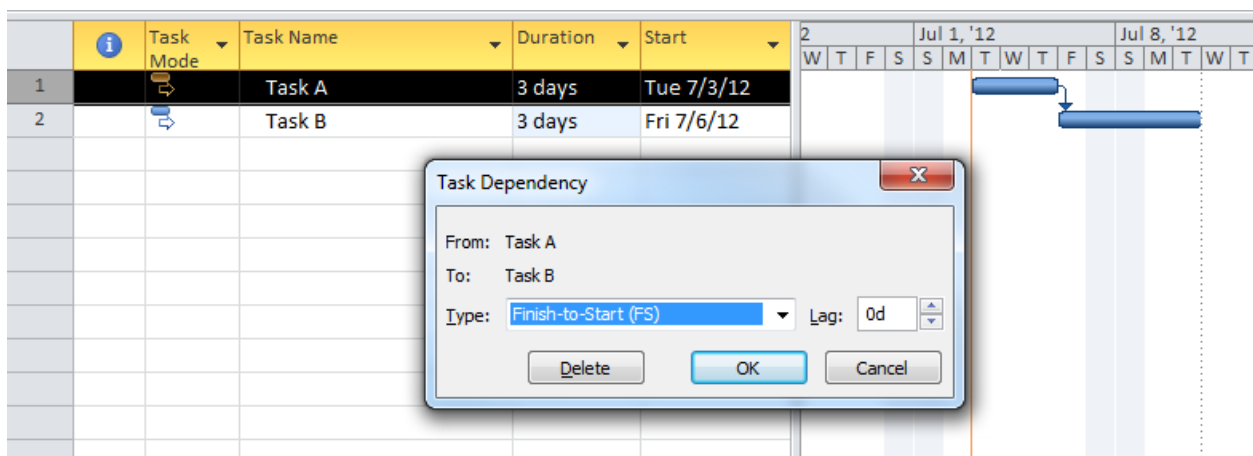 Task Mode Task Name Duration Start 2 Jul 1, '12 Jul 8, '12
W T F S S M T W T F S S M T W T
1 Task A 3 days Tue 7/3/12
2 Task B 3 days Fri 7/6/12
Task Dependency
From: Task A
To: Task B
Type: Finish-to-Start (FS) Lag: 0d
Delete OK Cancel